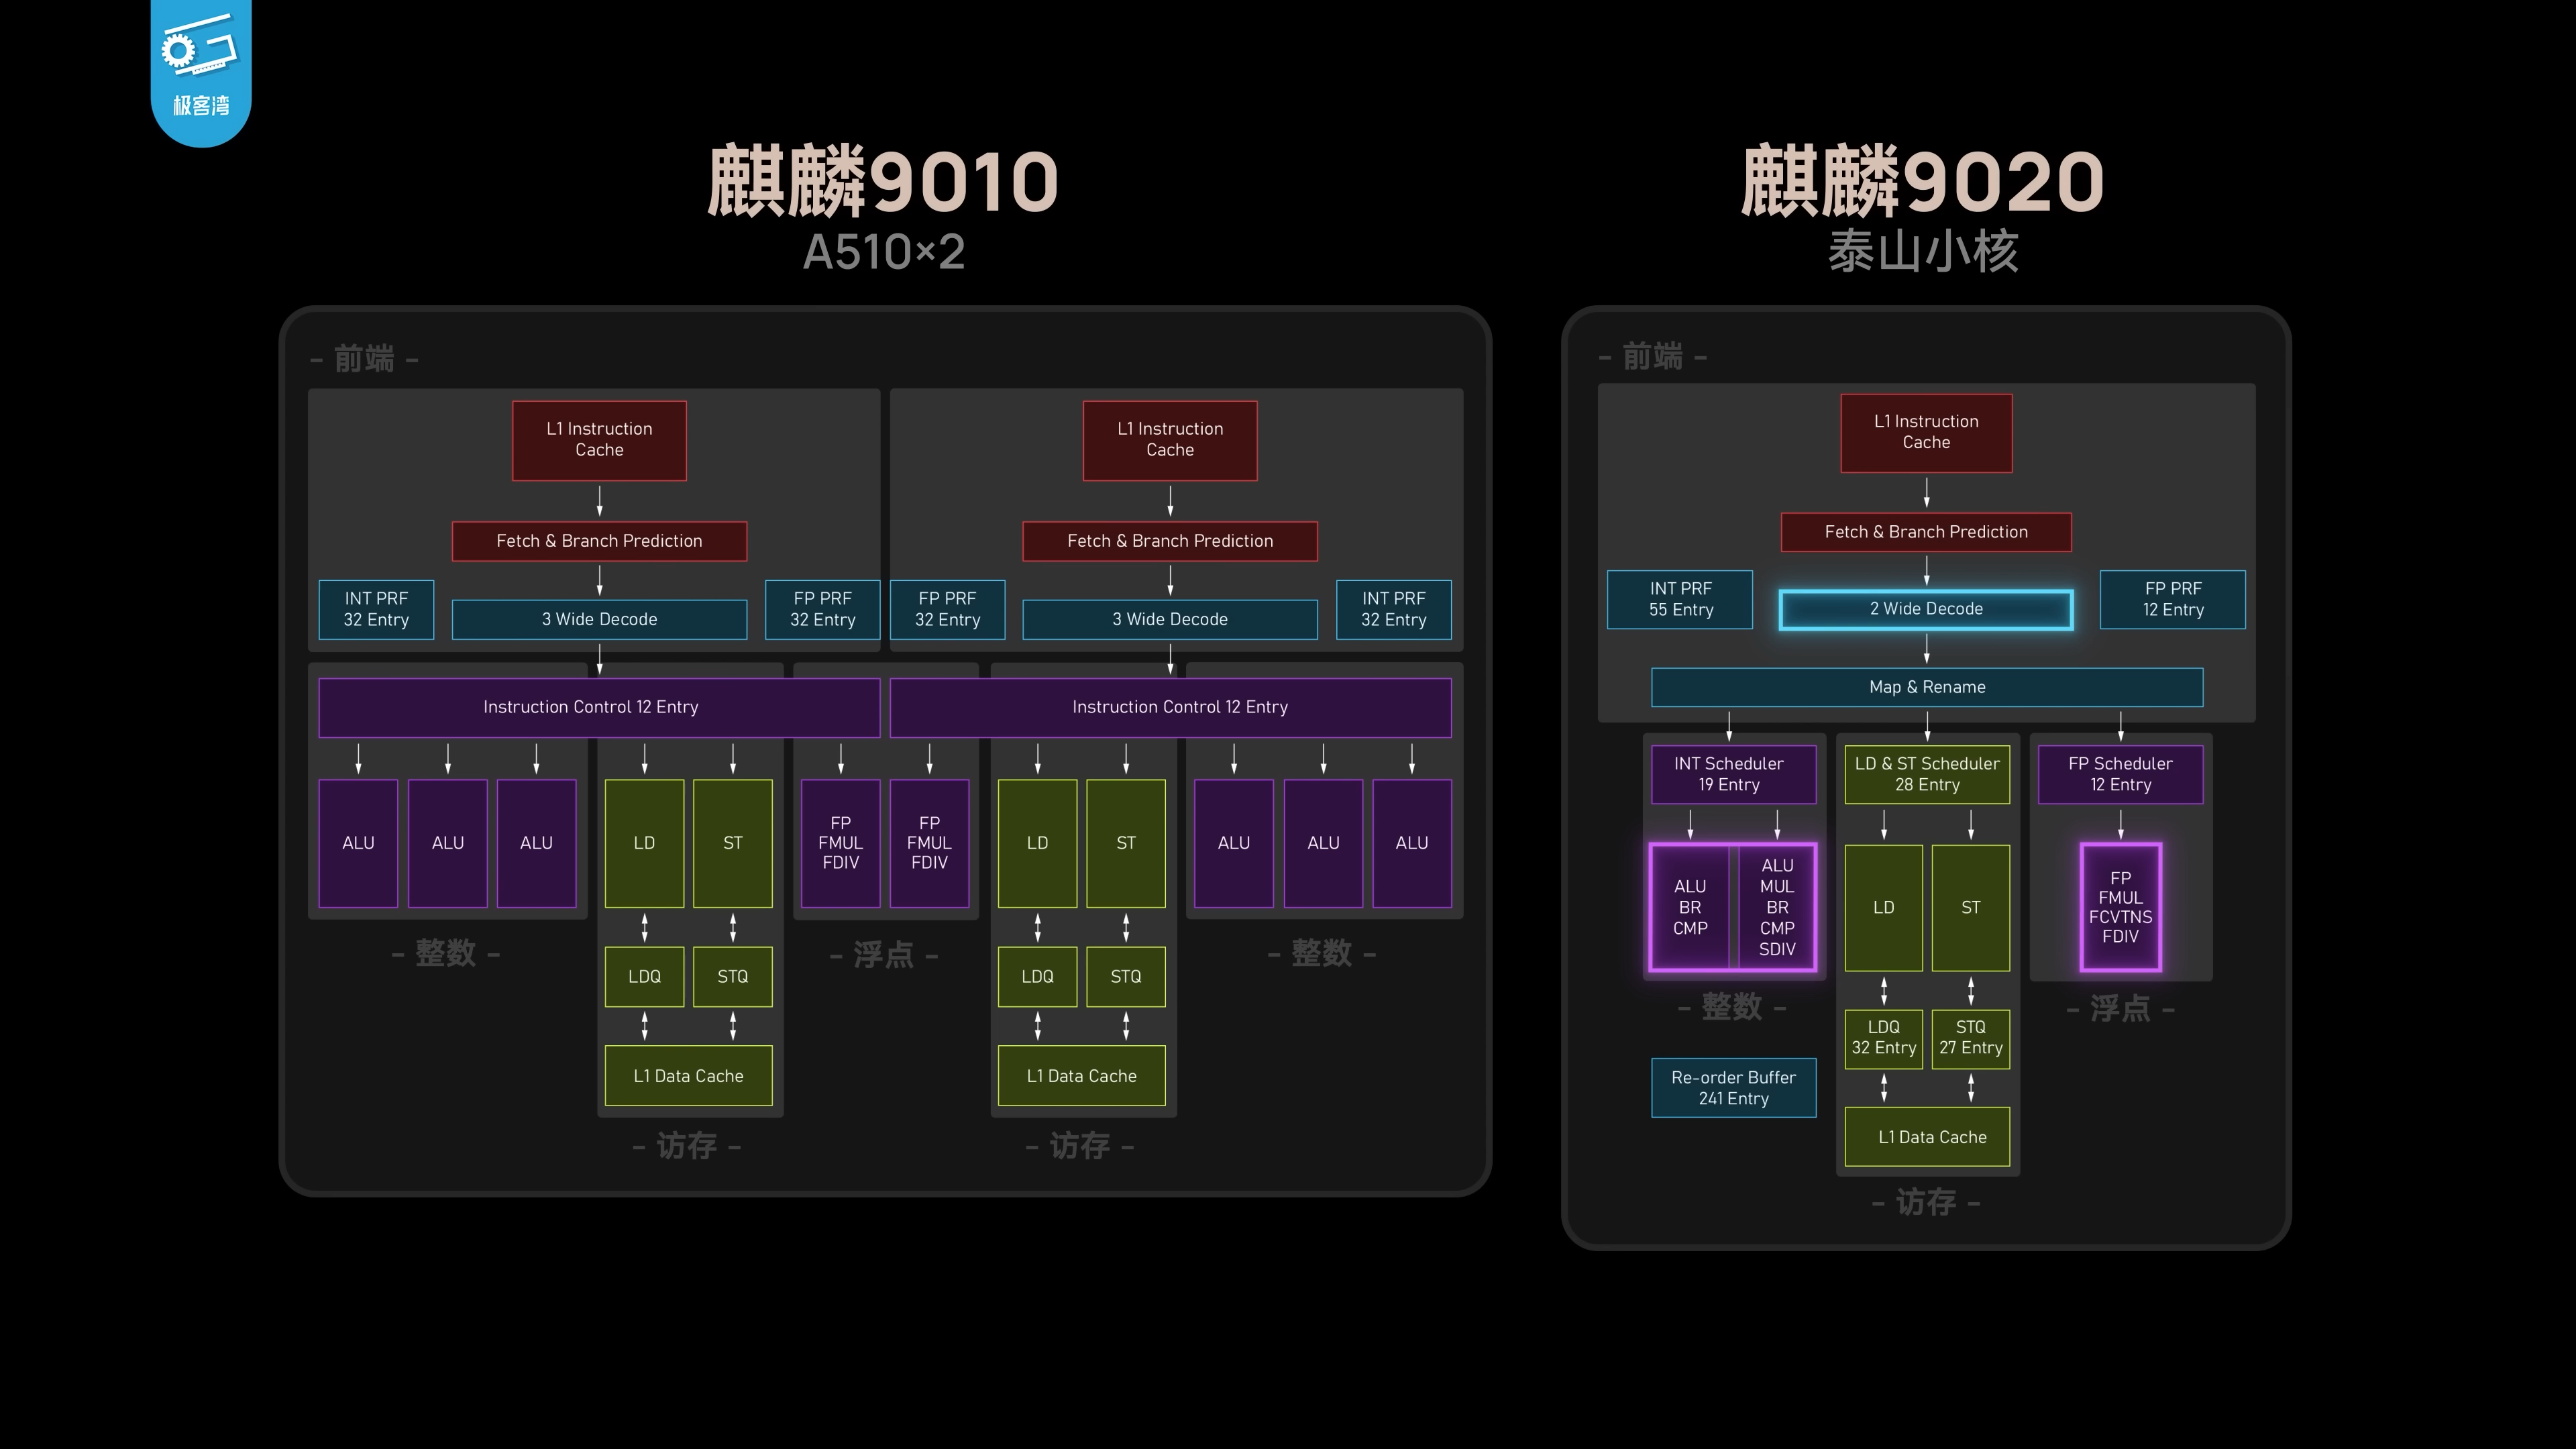 极客湾
麒麟9010
A510×2
- 前端 -
L1 Instruction
Cache
L1 Instruction
Cache
Fetch & Branch Prediction
Fetch & Branch Prediction
INT PRF
32 Entry
3 Wide Decode
FP PRF
32 Entry
FP PRF
32 Entry
3 Wide Decode
INT PRF
32 Entry
Instruction Control 12 Entry
Instruction Control 12 Entry
ALU
ALU
ALU
LD
ST
FP
FMUL
FDIV
FP
FMUL
FDIV
LD
ST
ALU
ALU
ALU
- 整数 -
LDQ
STQ
- 浮点 -
LDQ
STQ
- 整数 -
L1 Data Cache
L1 Data Cache
- 访存 -
- 访存 -
麒麟9020
泰山小核
- 前端 -
L1 Instruction
Cache
Fetch & Branch Prediction
INT PRF
55 Entry
2 Wide Decode
FP PRF
12 Entry
Map & Rename
INT Scheduler
19 Entry
LD & ST Scheduler
28 Entry
FP Scheduler
12 Entry
ALU
BR
CMP
ALU
MUL
BR
CMP
SDIV
LD
ST
FP
FMUL
FCVTNS
FDIV
- 整数 -
LDQ
32 Entry
STQ
27 Entry
- 浮点 -
Re-order Buffer
241 Entry
L1 Data Cache
- 访存 -